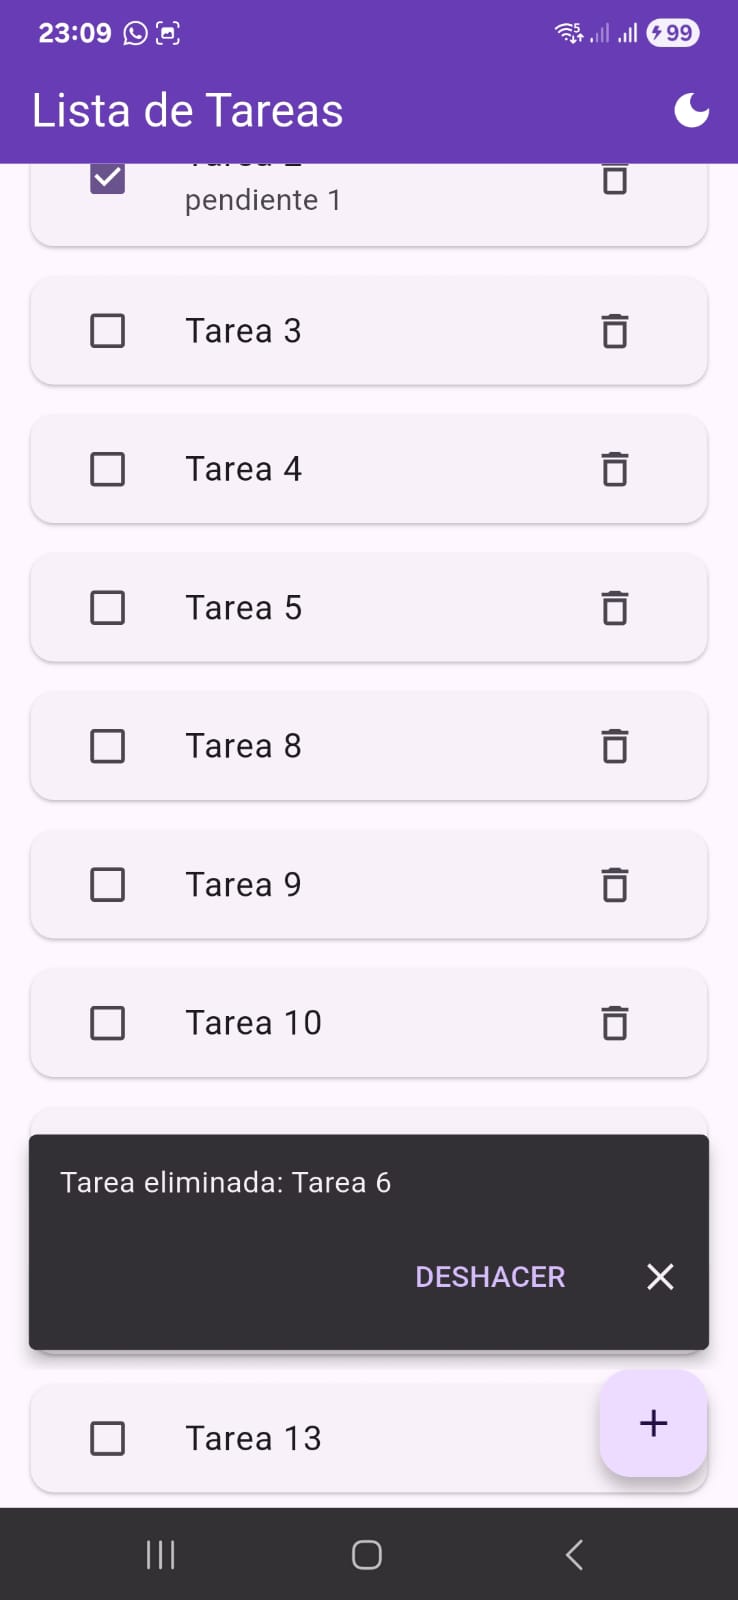 23:09
99
Lista de Tareas
pendiente 1
Tarea 3
Tarea 4
Tarea 5
Tarea 8
Tarea 9
Tarea 10
Tarea eliminada: Tarea 6
DESHACER
Tarea 13